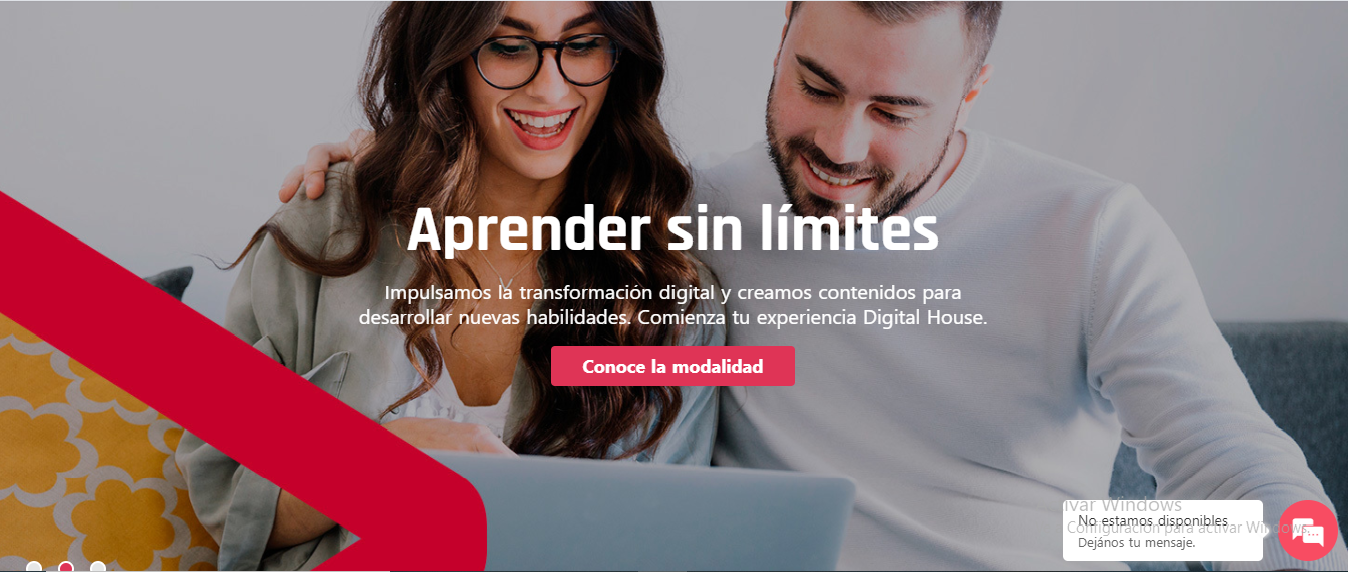 Aprender sin límites
Impulsamos la transformación digital y creamos contenidos para
desarrollar nuevas habilidades. Comienza tu experiencia Digital House.
Conoce la modalidad
ivar Windows
No estamos disponibles
Configuración para activar Windows.
Dejános tu mensaje.